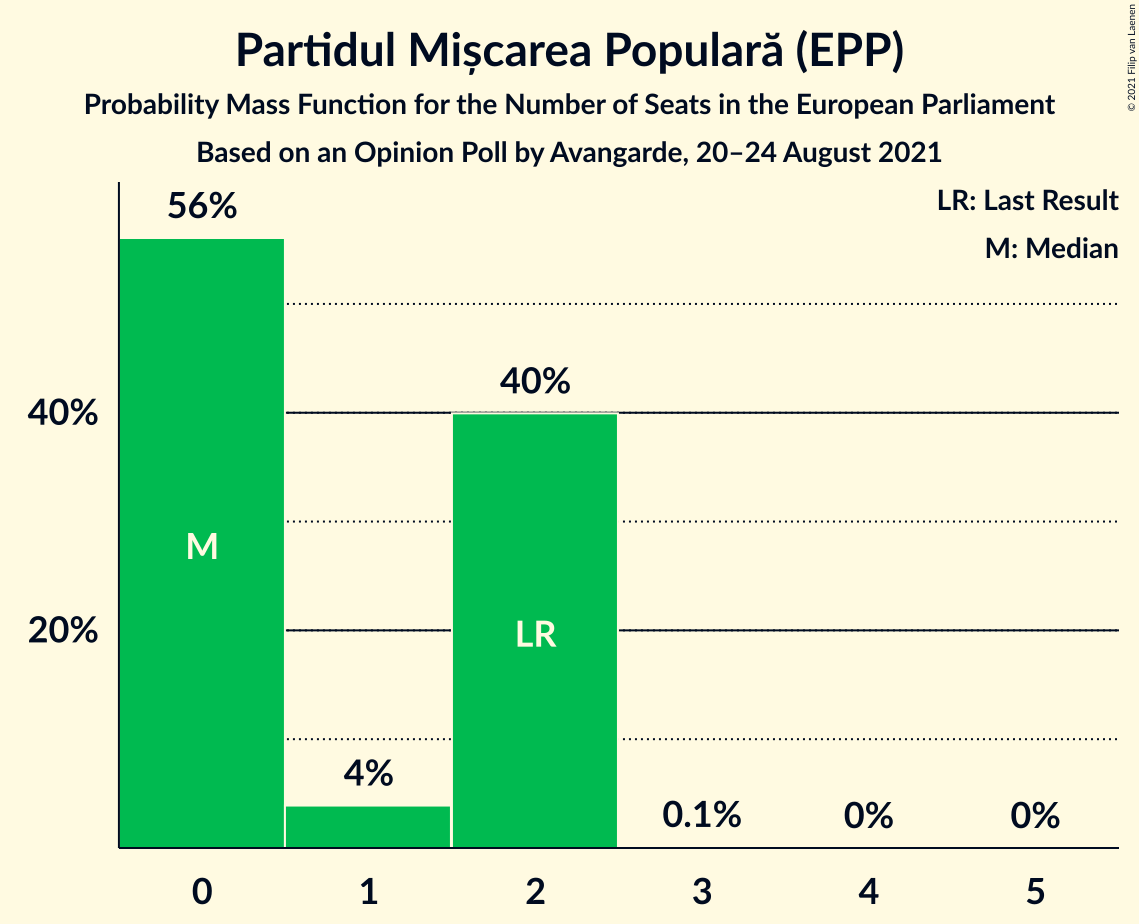 Partidul Mișcarea Populară (EPP)
Probability Mass Function for the Number of Seats in the European Parliament
Based on an Opinion Poll by Avangarde, 20–24 August 2021
© 2021 Filip van Laenen
LR: Last Result
M: Median
56%
40%
40%
M
20%
LR
4%
0.1%
0%
0%
0
1
2
3
4
5